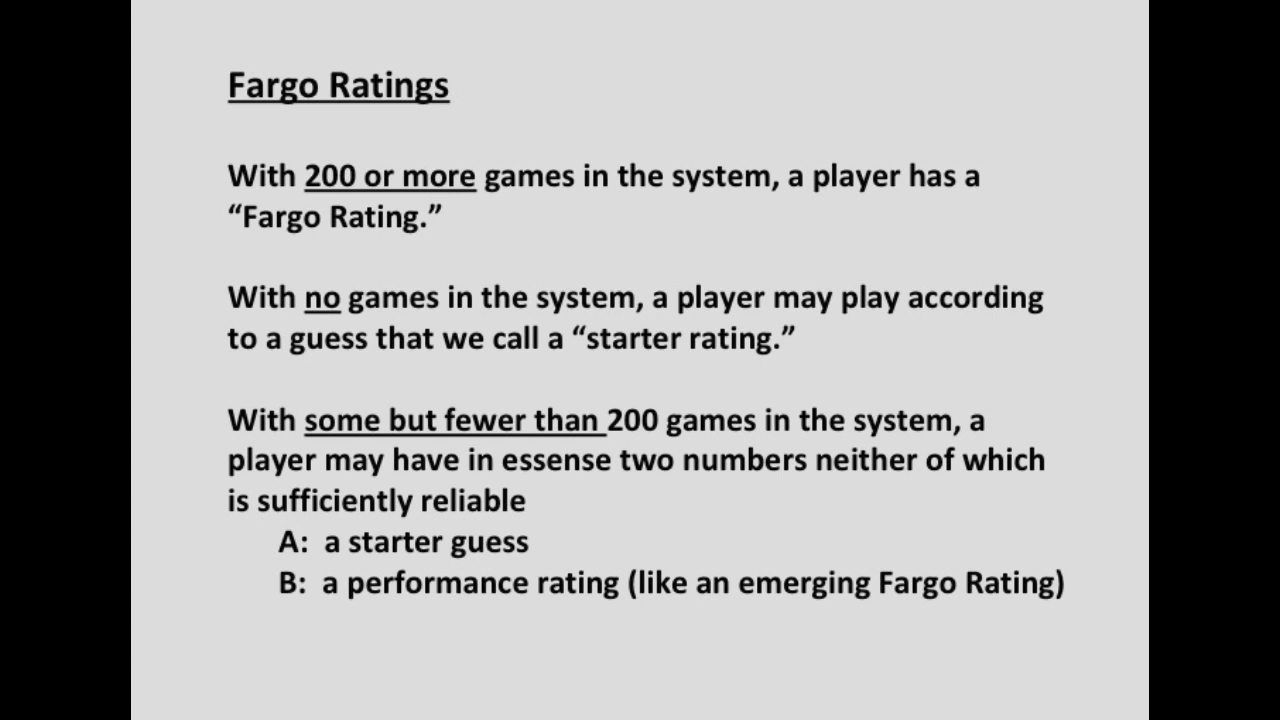 Fargo Ratings
With 200 or more games in the system, a player has a
“Fargo Rating.”
With no games in the system, a player may play according
to a guess that we call a “starter rating.”
With some but fewer than 200 games in the system, a
player may have in essense two numbers neither of which
is sufficiently reliable
A: a starter guess
B: a performance rating (like an emerging Fargo Rating)